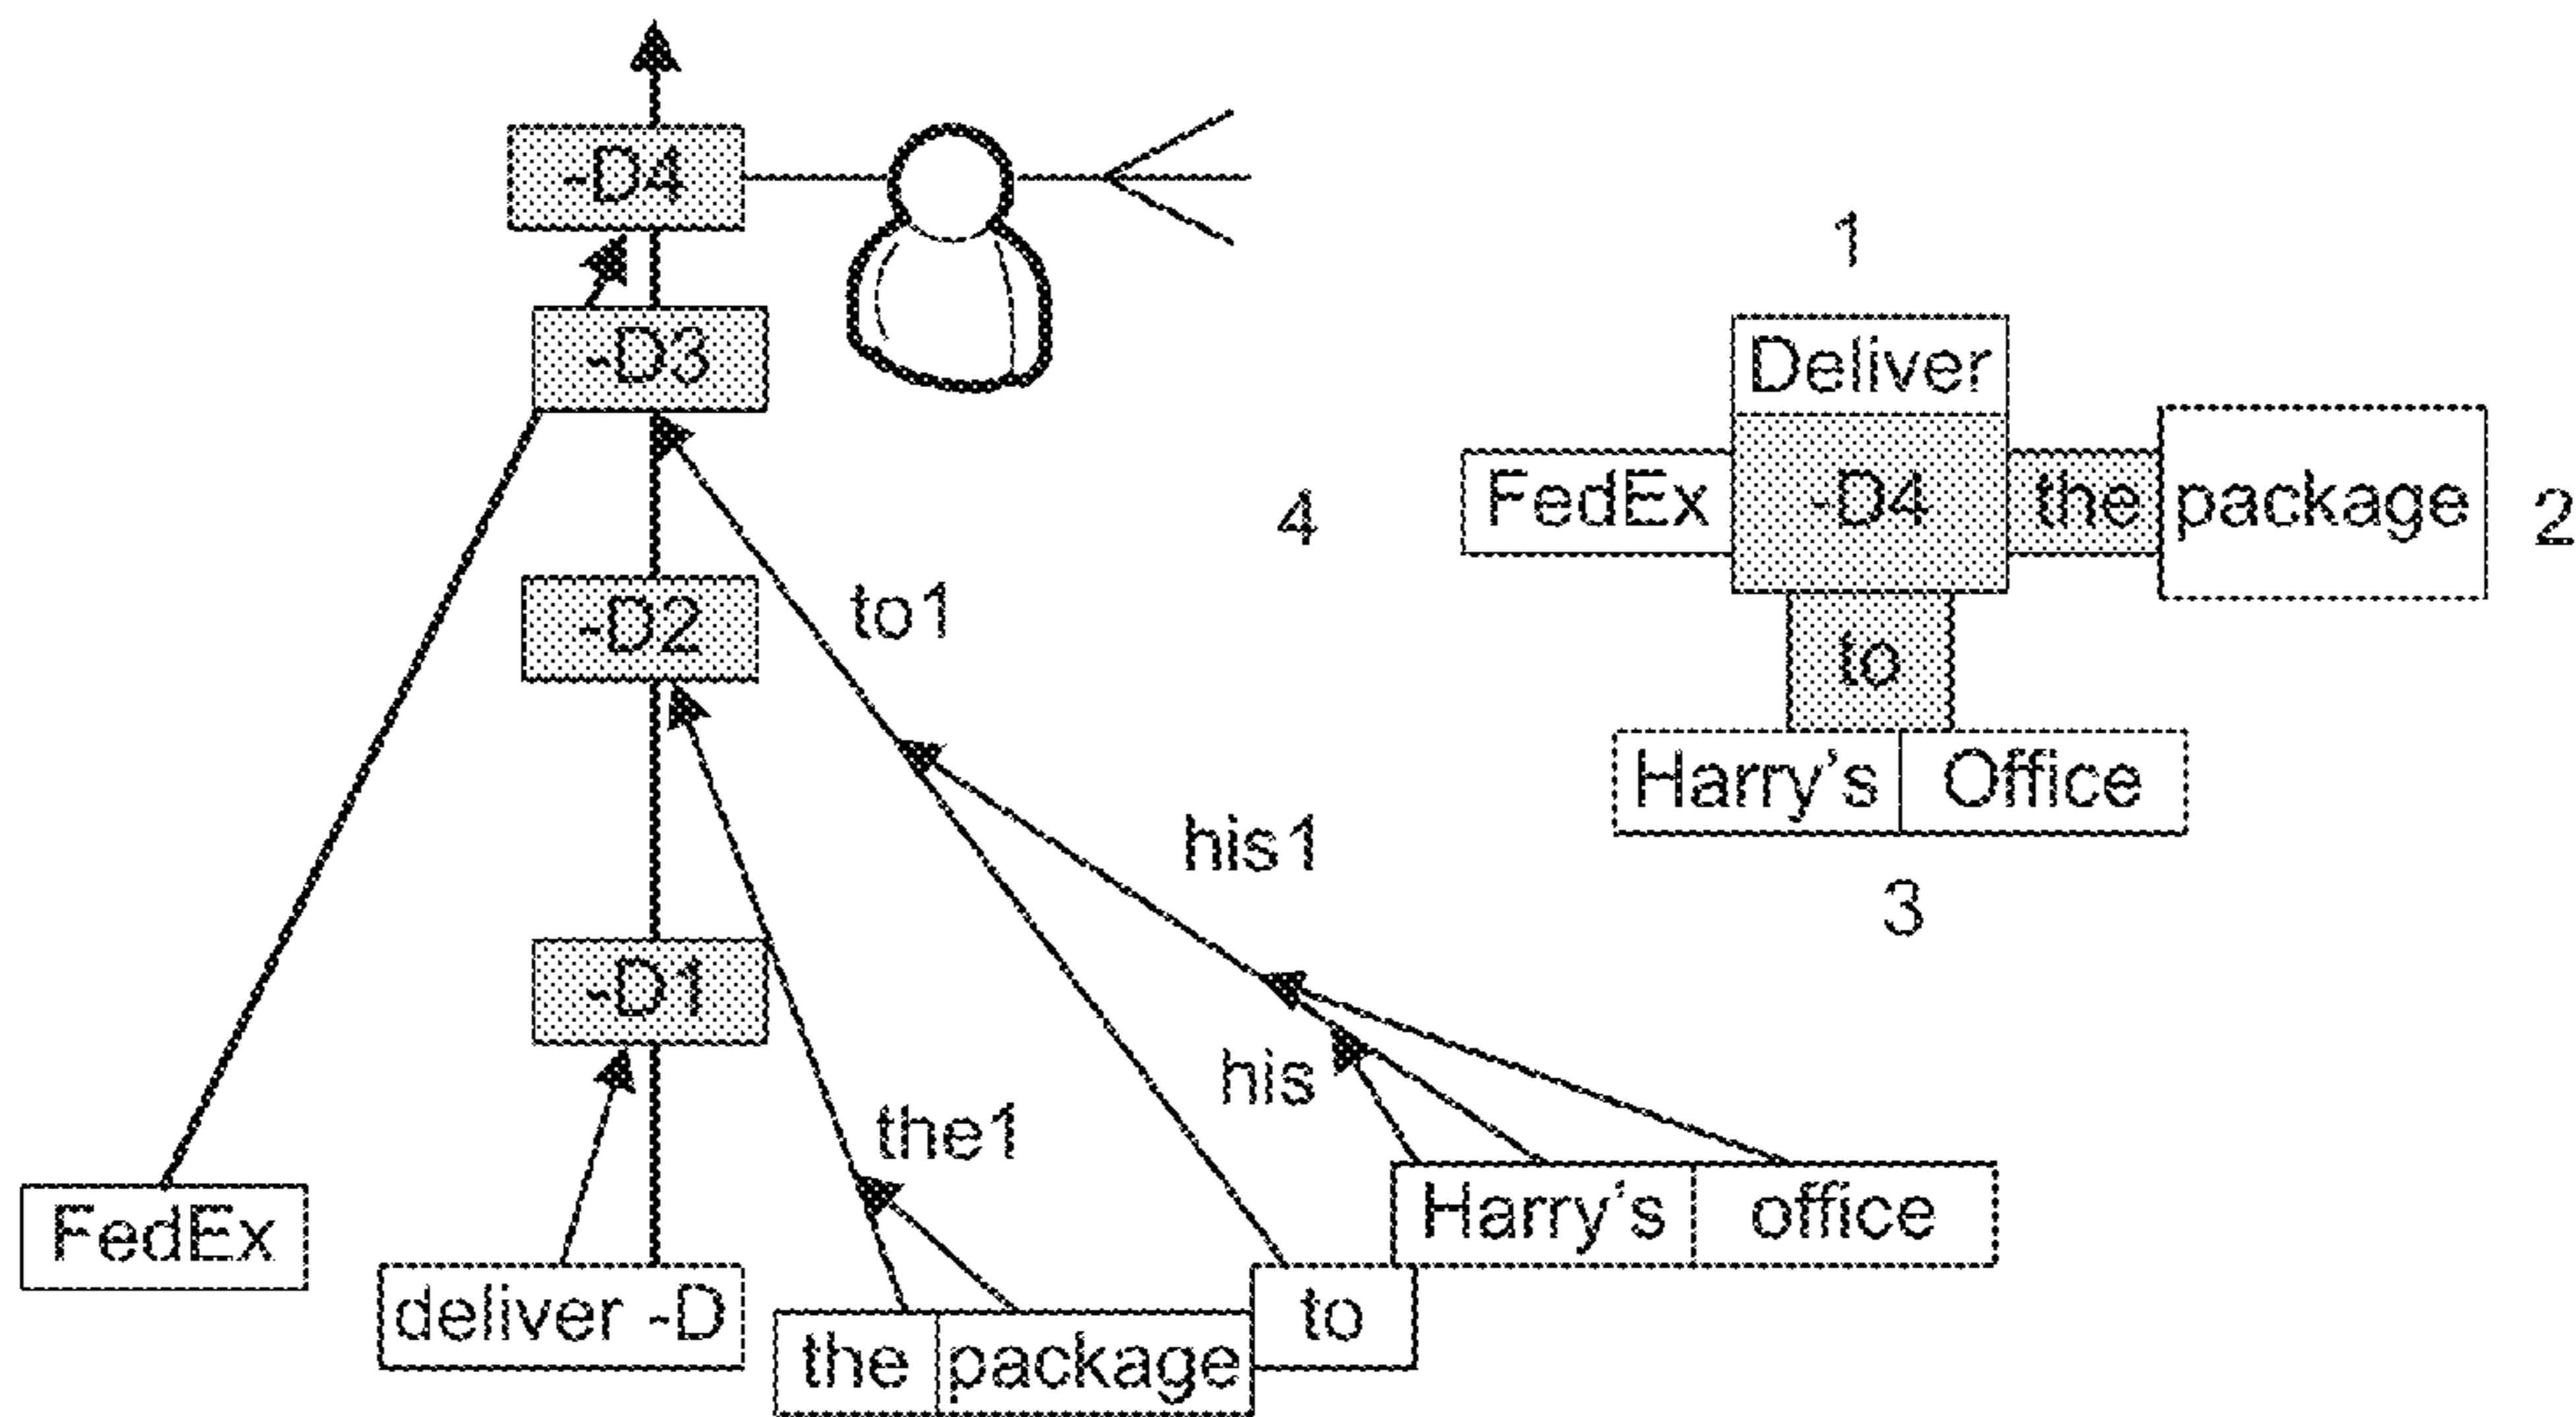 -D4
1
-D3
Deliver
FedEx -D4 the package
4
2
-D2
to1
to
Harry's Office
his1
3
-D1
his
the1
FedEx
Harry's office
deliver -D
to
the package